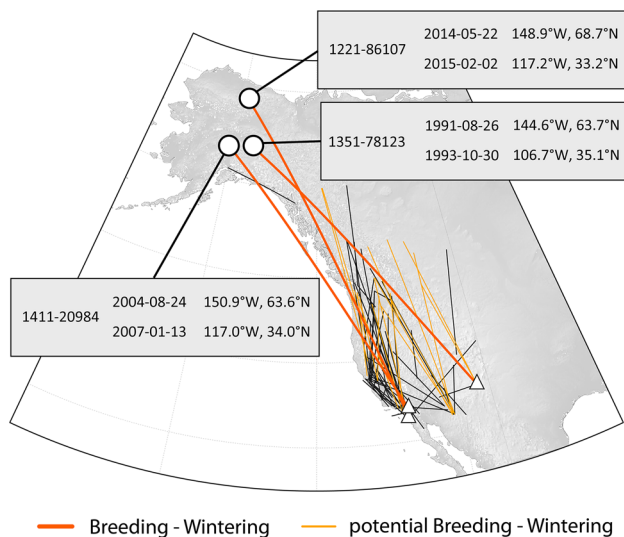 1221-86107
2014-05-22 148.9°W, 68.7°N
2015-02-02 117.2°W, 33.2°N
1351-78123
1991-08-26 144.6°W, 63.7°N
1993-10-30 106.7°W, 35.1°N
1411-20984
2004-08-24 150.9°W, 63.6°N
2007-01-13 117.0°W, 34.0°N
Breeding - Wintering
potential Breeding - Wintering